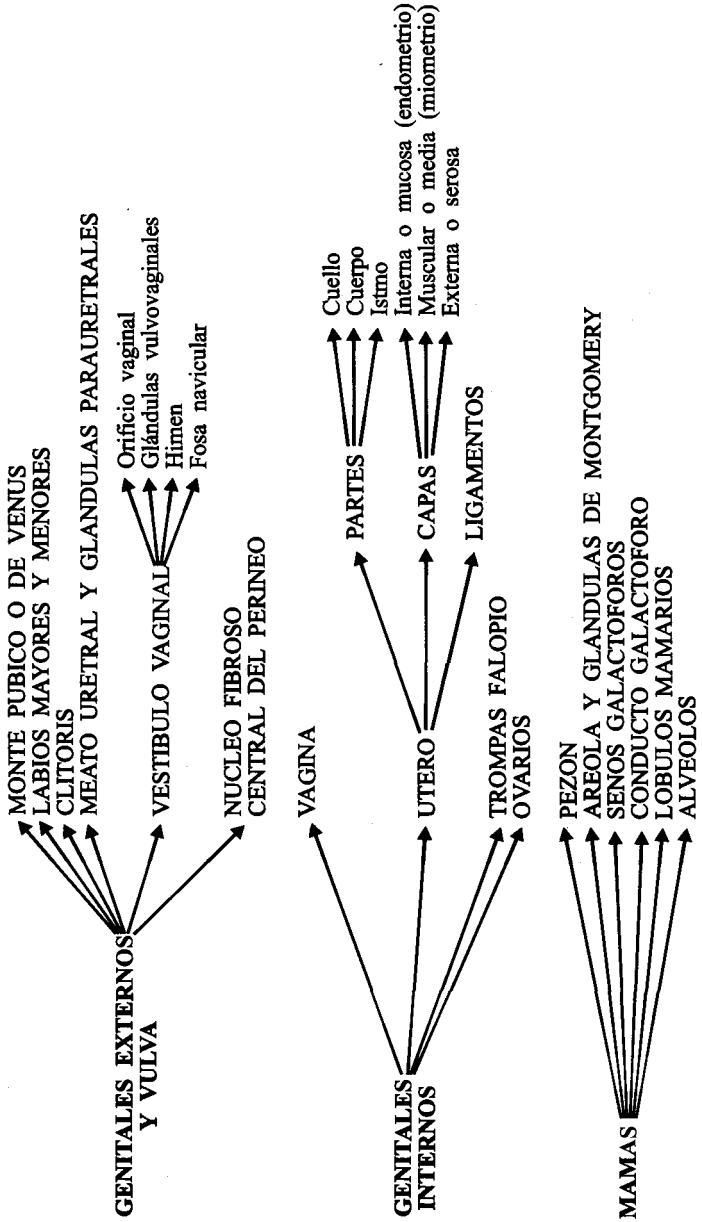 GENITALES EXTERNOS
Y VULVA
MONTE PUBICO O DE VENUS
LABIOS MAYORES Y MENORES
CLITORIS
MEATO URETRAL Y GLANDULAS PARAURETRALES
VESTIBULO VAGINAL
Orificio vaginal
Glándulas vulvovaginales
Himen
Fosa navicular
NUCLEO FIBROSO
CENTRAL DEL PERINEO
GENITALES
INTERNOS
VAGINA
UTERO
PARTES
Cuello
Cuerpo
Istmo
CAPAS
Interna o mucosa (endometrio)
Muscular o media (miometrio)
Externa o serosa
LIGAMENTOS
TROMPAS FALOPIO
OVARIOS
MAMAS
PEZON
AREOLA Y GLANDULAS DE MONTGOMERY
SENOS GALACTOFOROS
CONDUCTO GALACTOFORO
LOBULOS MAMARIOS
ALVEOLOS